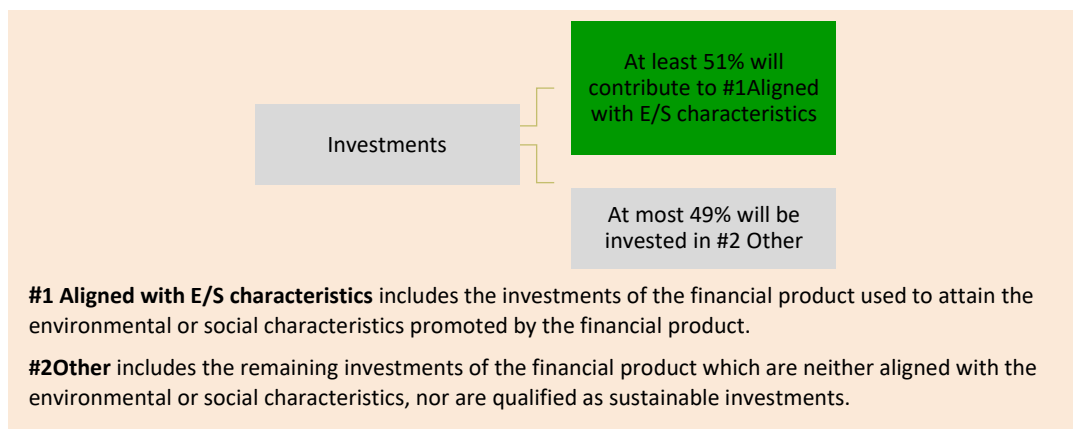 At least 51% will
contribute to #1Aligned
with E/S characteristics
Investments
At most 49% will be
invested in #2 Other
#1 Aligned with E/S characteristics includes the investments of the financial product used to attain the
environmental or social characteristics promoted by the financial product.
#2Other includes the remaining investments of the financial product which are neither aligned with the
environmental or social characteristics, nor are qualified as sustainable investments.